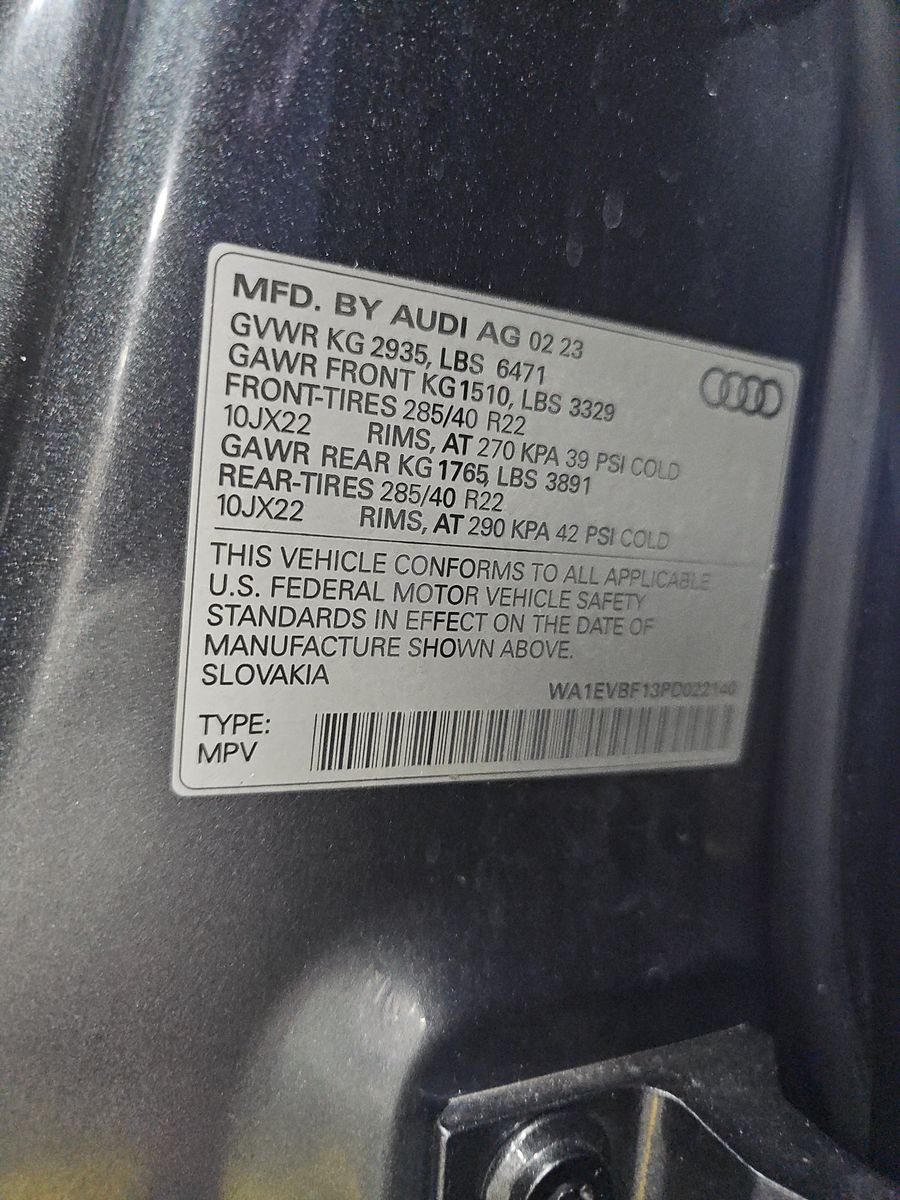 MFD. BY AUDI AG 02 23
GVWR KG 2935, LBS 6471
GAWR FRONT KG1510, LBS 3329
FRONT-TIRES 285/40 R22
10JX22 RIMS, AT 270 KPA 39 PSI COLD
GAWR REAR KG 1765, LBS 3891
REAR-TIRES 285/40 R22
10JX22 RIMS, AT 290 KPA 42 PSI COLD
THIS VEHICLE CONFORMS TO ALL APPLICABLE
U.S. FEDERAL MOTOR VEHICLE SAFETY
STANDARDS IN EFFECT ON THE DATE OF
MANUFACTURE SHOWN ABOVE.
SLOVAKIA
WA1EVBF13PD022140
TYPE:
MPV